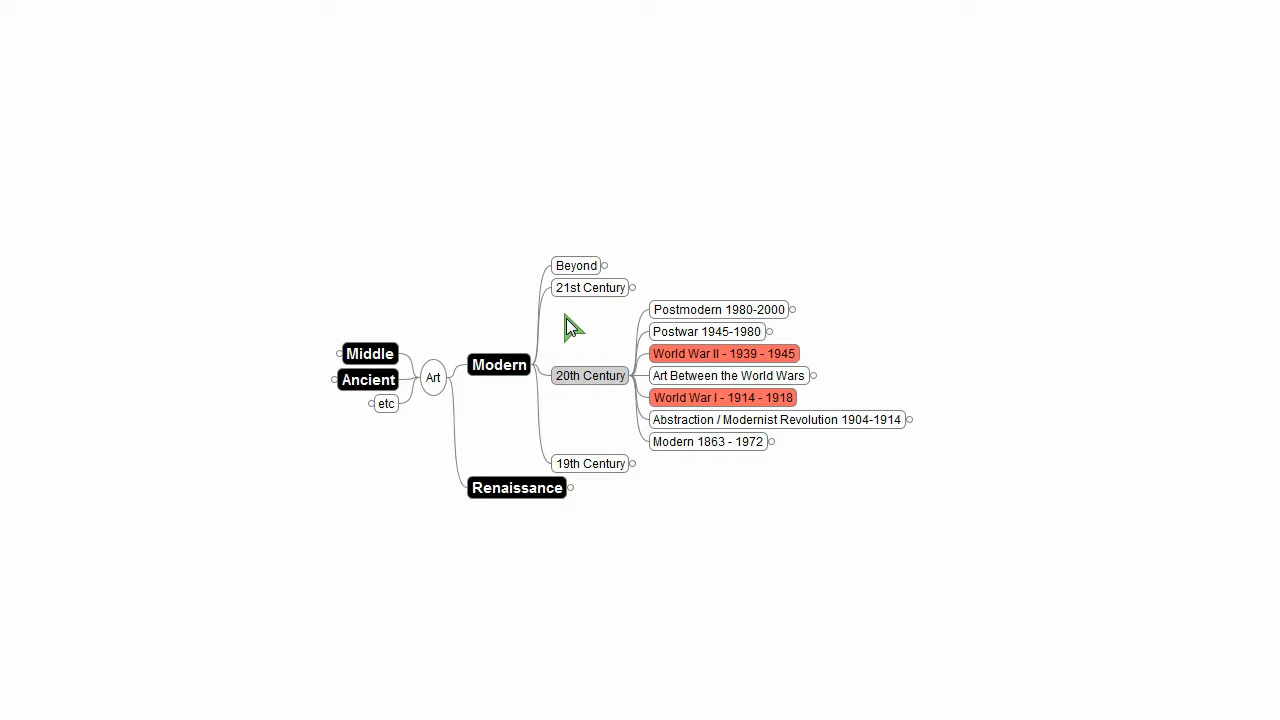 Beyond
21st Century
Postmodern 1980-2000
Postwar 1945-1980
Middle
World War II - 1939 - 1945
Modern
Ancient
Art
20th Century
Art Between the World Wars
etc
World War I - 1914 - 1918
Abstraction / Modernist Revolution 1904-1914
Modern 1863 - 1972
19th Century
Renaissance